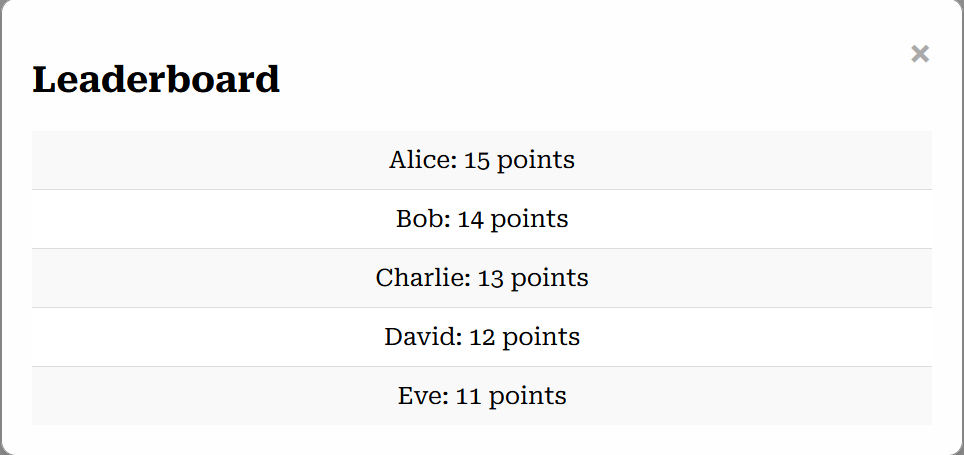 ×
Leaderboard
Alice: 15 points
Bob: 14 points
Charlie: 13 points
David: 12 points
Eve: 11 points